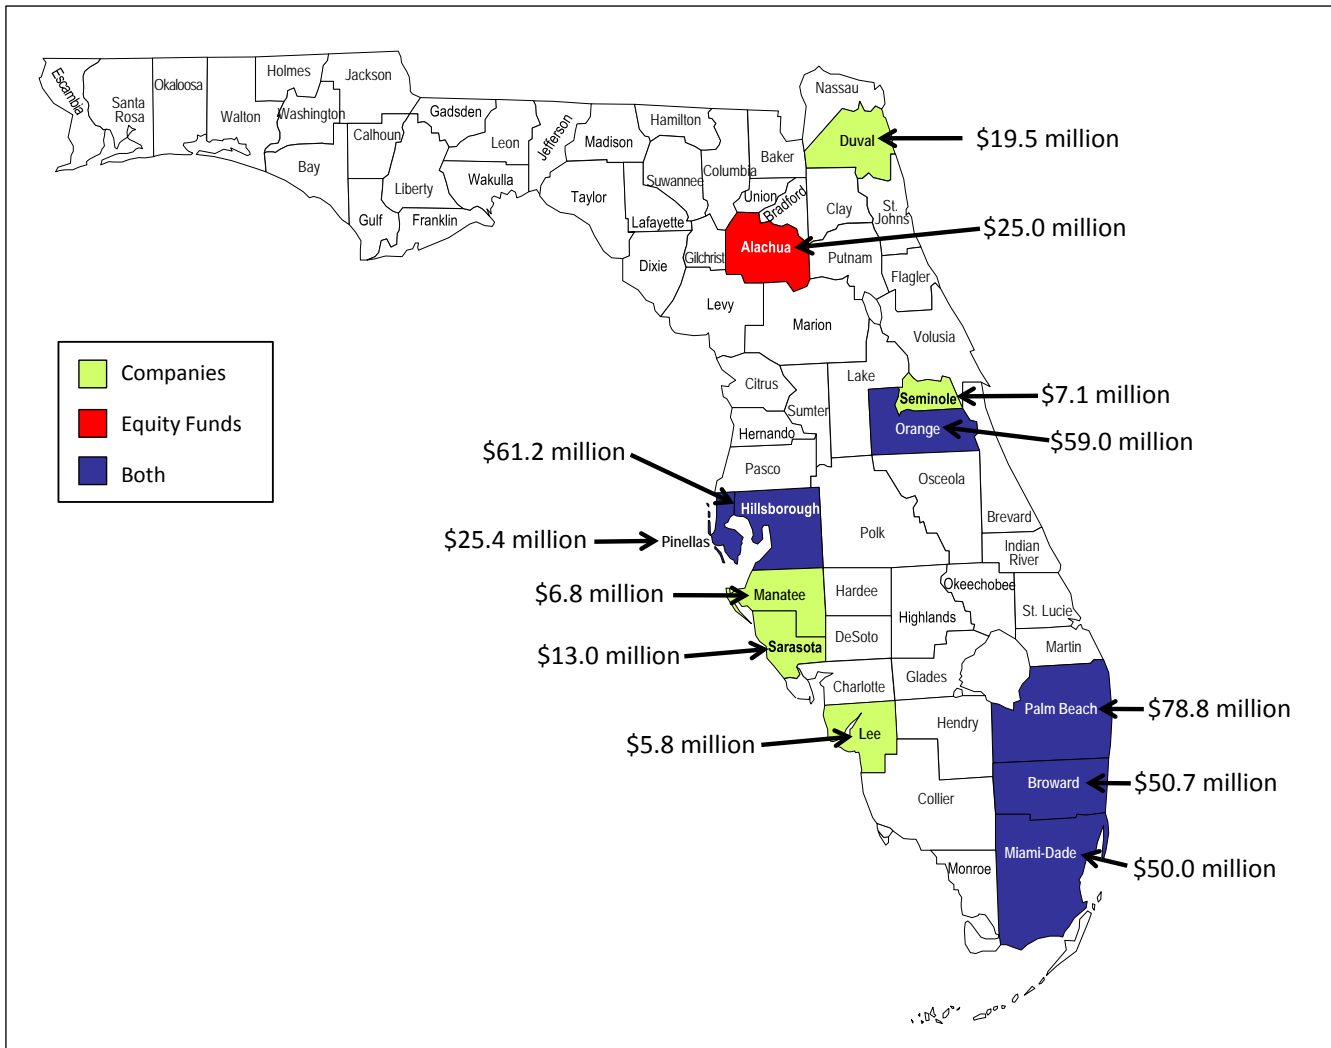 Escambia
Santa
Rosa
Okaloosa
Walton
Holmes
Washington
Jackson
Bay
Calhoun
Gulf
Liberty
Franklin
Gadsden
Leon
Wakulla
Jefferson
Madison
Taylor
Hamilton
Suwannee
Lafayette
Dixie
Columbia
Gilchrist
Levy
Baker
Union
Bradford
Nassau
Duval
$19.5 million
Clay
St.
Johns
Alachua
$25.0 million
Putnam
Flagler
Marion
Volusia
Citrus
Sumter
Lake
Hernando
Pasco
Seminole
$7.1 million
Orange
$59.0 million
Companies
Equity Funds
Both
$61.2 million
Hillsborough
$25.4 million
Pinellas
Polk
Osceola
Brevard
Indian
River
$6.8 million
Manatee
Hardee
Highlands
Okeechobee
St. Lucie
$13.0 million
Sarasota
DeSoto
Martin
Charlotte
Glades
$5.8 million
Lee
Hendry
Palm Beach
$78.8 million
Collier
Broward
$50.7 million
Monroe
Miami-Dade
$50.0 million